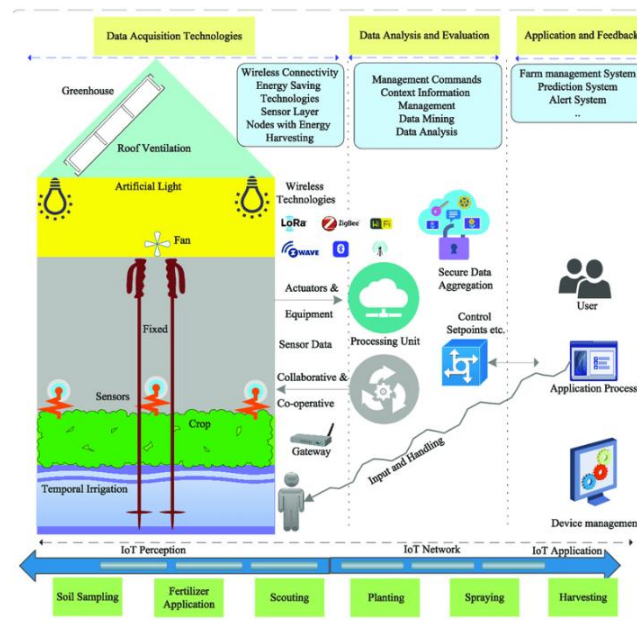 Data Acquisition Technologies
Data Analysis and Evaluation
Application and Feedback
Greenhouse
Roof Ventilation
Wireless Connectivity
Energy Saving
Technologies
Sensor Layer
Nodes with Energy
Harvesting
Management Commands
Context Information
Management
Data Mining
Data Analysis
Farm management System
Prediction System
Alert System
..
Artificial Light
Fan
Wireless
Technologies
LoRa
ZigBee
Wi Fi
Z WAVE
Secure Data
Aggregation
Actuators &
Equipment
Processing Unit
User
Fixed
Sensor Data
Control
Setpoints etc.
Application Process
Sensors
Collaborative &
Co-operative
Crop
Gateway
Input and Handling
Temporal Irrigation
Device management
IoT Perception
IoT Network
IoT Application
Soil Sampling
Fertilizer
Application
Scouting
Planting
Spraying
Harvesting